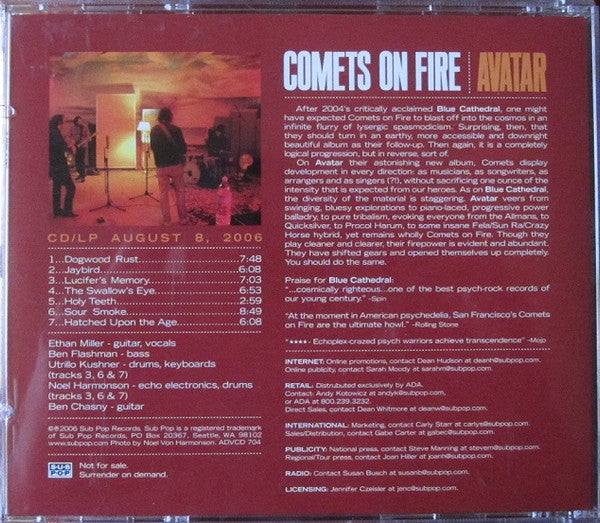 COMETS ON FIRE AVATAR
After 2004's critically acclaimed Blue Cathedral, one might
have expected Comets on Fire to blast off into the cosmos in an
infinite flurry of lysergic spasmodicism. Surprising, then, that
they should turn in an earthy, more accessible and downright
beautiful album as their follow-up. Then again, it is a completely
logical progression, but in reverse, sort of.
On Avatar their astonishing new album, Comets display
development in every direction: as musicians, as songwriters, as
arrangers and as singers (?!), without sacrificing one ounce of the
intensity that is expected from our heroes. As on Blue Cathedral,
the diversity of the material is staggering. Avatar veers from
swinging, bluesy explorations to piano-laced, progressive power
balladry, to pure tribalism, evoking everyone from the Allmans, to
Quicksilver, to Procol Harum, to some insane Fela/Sun Ra/Crazy
Horse hybrid, yet remains wholly Comets on Fire. Though they
play cleaner and clearer, their firepower is evident and abundant.
They have shifted gears and opened themselves up completely.
You should do the same.
Praise for Blue Cathedral:
"...cosmically righteous...one of the best psych-rock records of
our young century." -Spin
"At the moment in American psychedelia, San Francisco's Comets
on Fire are the ultimate howl." -Rolling Stone
"★★★★ - Echoplex-crazed psych warriors achieve transcendence" -Mojo
INTERNET: Online promotions, contact Dean Hudson at deanh@subpop.com.
Online publicity, contact Sarah Moody at sarahm@subpop.com.
RETAIL: Distrubuted exclusively by ADA.
Contact: Andy Kotowicz at andyk@subpop.com,
or ADA at 800.239.3232.
Direct Sales, contact Dean Whitmore at deanw@subpop.com.
INTERNATIONAL: Marketing, contact Carly Starr at carlys@subpop.com.
Sales/Distribution, contact Gabe Carter at gabec@subpop.com.
PUBLICITY: National press, contact Steve Manning at stevem@subpop.com.
Regional/Tour press, contact Joan Hiller at joanh@subpop.com.
RADIO: Contact Susan Busch at susanb@subpop.com.
LICENSING: Jennifer Czeisler at jenc@subpop.com.
CD/LP AUGUST 8, 2006
1...Dogwood Rust...7:48
2...Jaybird...6:08
3...Lucifer's Memory...7:03
4...The Swallow's Eye...6:53
5...Holy Teeth...2:59
6...Sour Smoke...8:49
7...Hatched Upon the Age...6:08
Ethan Miller - guitar, vocals
Ben Flashman - bass
Utrillo Kushner - drums, keyboards
(tracks 3, 6 & 7)
Noel Harmonson - echo electronics, drums
(tracks 3, 6 & 7)
Ben Chasny - guitar
©℗2006 Sub Pop Records. Sub Pop is a registered trademark
of Sub Pop Records, PO Box 20367, Seattle, WA 98102
www.subpop.com Photo by Noel Von Harmonson. ADVCD 704
SUB
POP
Not for sale.
Surrender on demand.